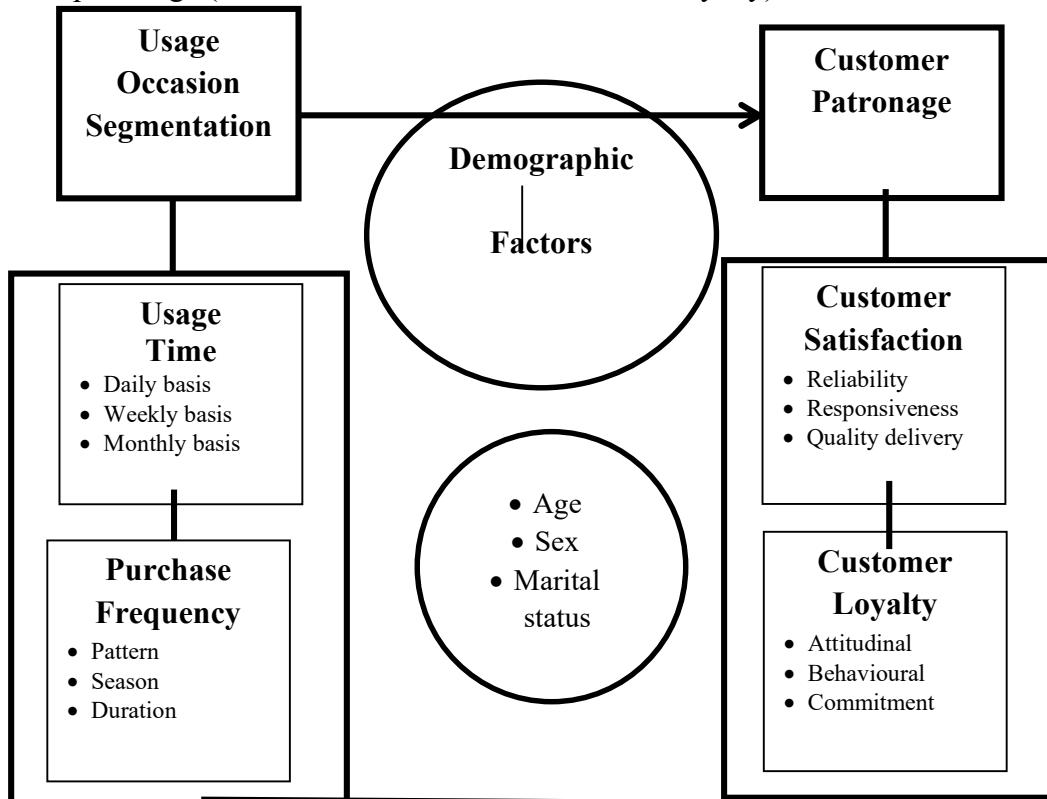 Usage
Occasion
Segmentation
Customer
Patronage
Demographic
Factors
Usage
Time
• Daily basis
• Weekly basis
• Monthly basis
Purchase
Frequency
• Pattern
• Season
• Duration
• Age
• Sex
• Marital
status
Customer
Satisfaction
• Reliability
• Responsiveness
• Quality delivery
Customer
Loyalty
• Attitudinal
• Behavioural
• Commitment